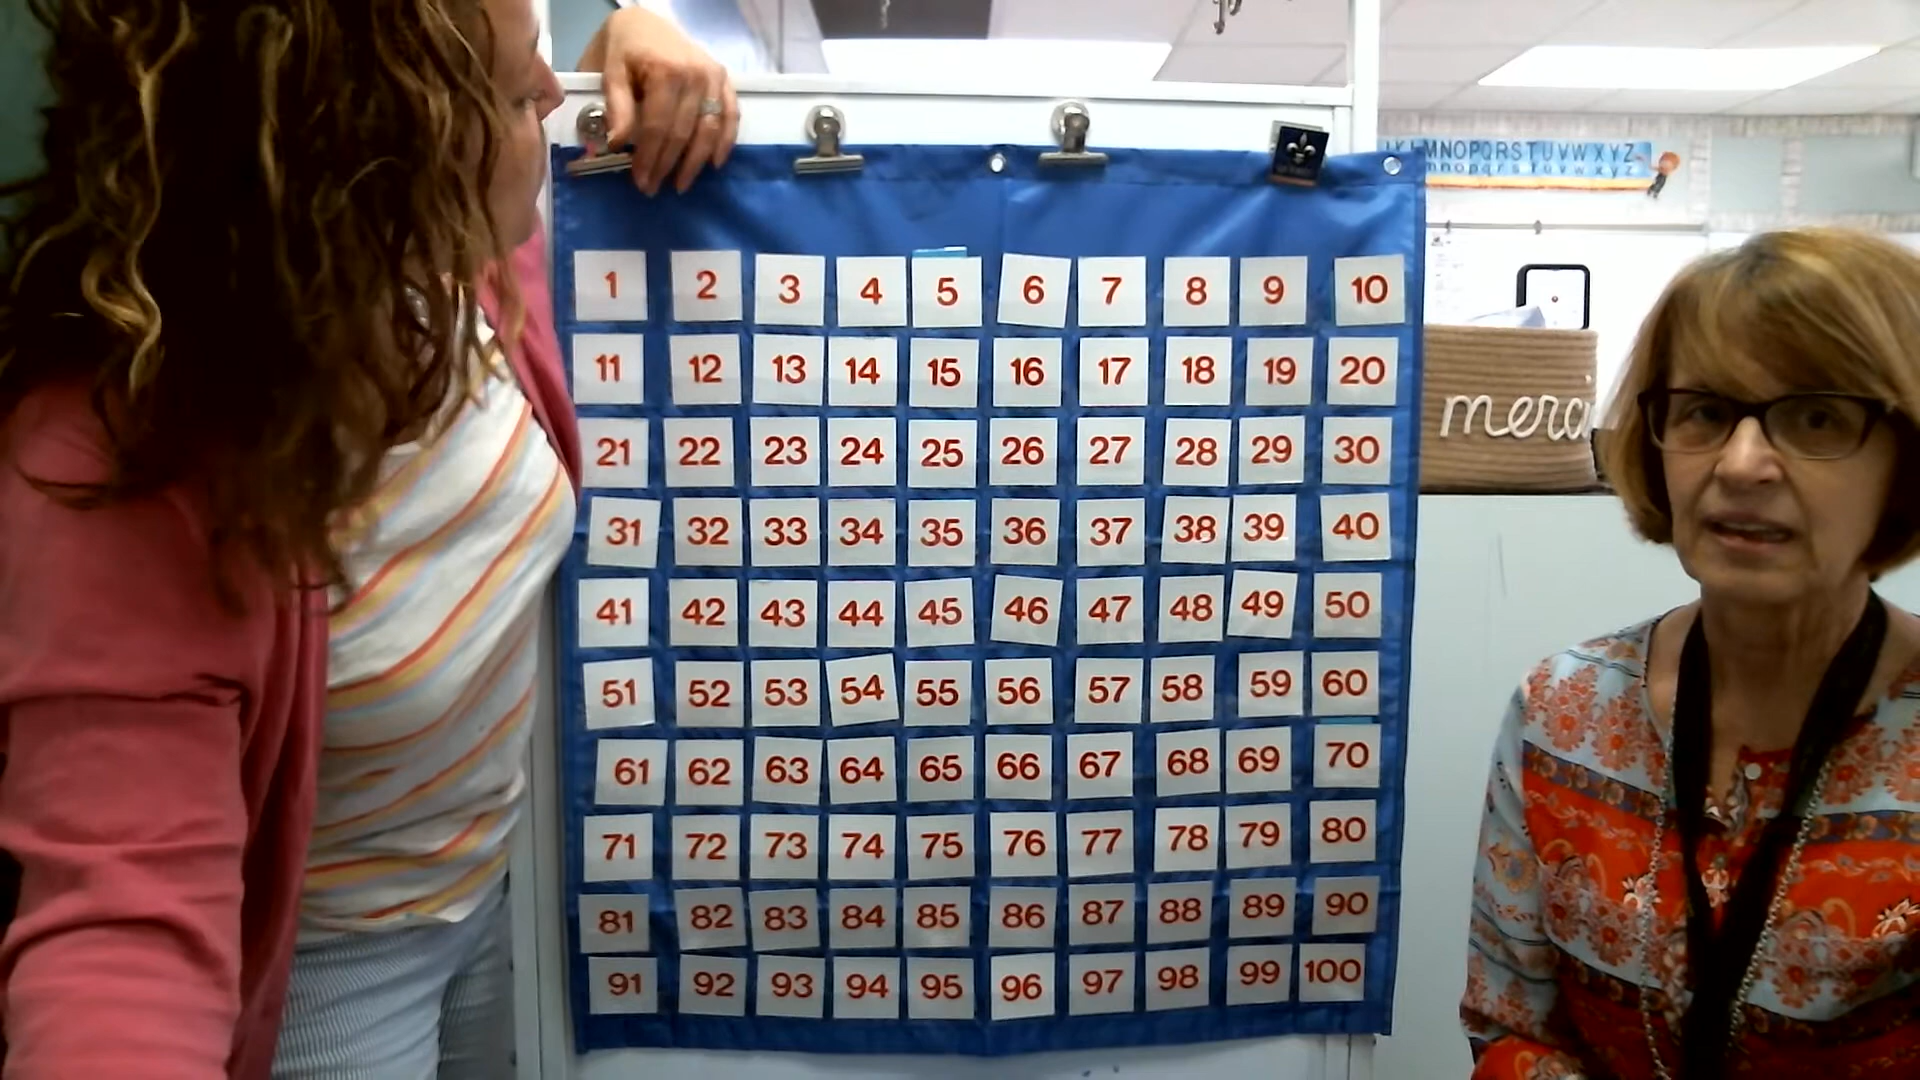 KLMNOPQRSTUVWXYZ
mnopqrstuvwxyz
1 2 3 4 5 6 7 8 9 10
11 12 13 14 15 16 17 18 19 20
21 22 23 24 25 26 27 28 29 30
merci
31 32 33 34 35 36 37 38 39 40
41 42 43 44 45 46 47 48 49 50
51 52 53 54 55 56 57 58 59 60
61 62 63 64 65 66 67 68 69 70
71 72 73 74 75 76 77 78 79 80
81 82 83 84 85 86 87 88 89 90
91 92 93 94 95 96 97 98 99 100